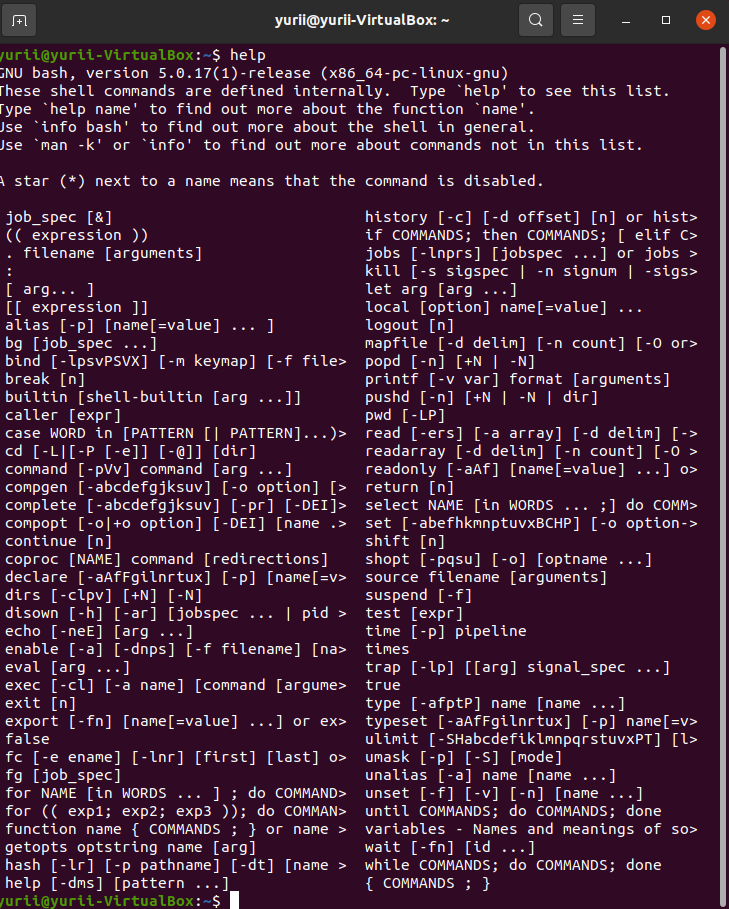 yurii@yurii-VirtualBox: ~
yurii@yurii-VirtualBox:~$ help
GNU bash, version 5.0.17(1)-release (x86_64-pc-linux-gnu)
These shell commands are defined internally.  Type `help' to see this list.
Type `help name' to find out more about the function `name'.
Use `info bash' to find out more about the shell in general.
Use `man -k' or `info' to find out more about commands not in this list.
A star (*) next to a name means that the command is disabled.
job_spec [&]                            history [-c] [-d offset] [n] or hist>
(( expression ))                        if COMMANDS; then COMMANDS; [ elif C>
. filename [arguments]                  jobs [-lnprs] [jobspec ...] or jobs >
:                                       kill [-s sigspec | -n signum | -sigs>
[ arg... ]                              let arg [arg ...]
[[ expression ]]                        local [option] name[=value] ...
alias [-p] [name[=value] ... ]          logout [n]
bg [job_spec ...]                       mapfile [-d delim] [-n count] [-O or>
bind [-lpsvPSVX] [-m keymap] [-f file>  popd [-n] [+N | -N]
break [n]                               printf [-v var] format [arguments]
builtin [shell-builtin [arg ...]]       pushd [-n] [+N | -N | dir]
caller [expr]                           pwd [-LP]
case WORD in [PATTERN [| PATTERN]...)>  read [-ers] [-a array] [-d delim] [->
cd [-L|[-P [-e]] [-@]] [dir]            readarray [-d delim] [-n count] [-O >
command [-pVv] command [arg ...]        readonly [-aAf] [name[=value] ...] o>
compgen [-abcdefgjksuv] [-o option] [>  return [n]
complete [-abcdefgjksuv] [-pr] [-DEI]>  select NAME [in WORDS ... ;] do COMM>
compopt [-o|+o option] [-DEI] [name .>  set [-abefhkmnptuvxBCHP] [-o option->
continue [n]                            shift [n]
coproc [NAME] command [redirections]    shopt [-pqsu] [-o] [optname ...]
declare [-aAfFgilnrtux] [-p] [name[=v>  source filename [arguments]
dirs [-clpv] [+N] [-N]                  suspend [-f]
disown [-h] [-ar] [jobspec ... | pid >  test [expr]
echo [-neE] [arg ...]                   time [-p] pipeline
enable [-a] [-dnps] [-f filename] [na>  times
eval [arg ...]                          trap [-lp] [[arg] signal_spec ...]
exec [-cl] [-a name] [command [argume>  true
exit [n]                                type [-afptP] name [name ...]
export [-fn] [name[=value] ...] or ex>  typeset [-aAfFgilnrtux] [-p] name[=v>
false                                   ulimit [-SHabcdefiklmnpqrstuvxPT] [l>
fc [-e ename] [-lnr] [first] [last] o>  umask [-p] [-S] [mode]
fg [job_spec]                           unalias [-a] name [name ...]
for NAME [in WORDS ... ] ; do COMMAND>  unset [-f] [-v] [-n] [name ...]
for (( exp1; exp2; exp3 )); do COMMAN>  until COMMANDS; do COMMANDS; done
function name { COMMANDS ; } or name >  variables - Names and meanings of so>
getopts optstring name [arg]            wait [-fn] [id ...]
hash [-lr] [-p pathname] [-dt] [name >  while COMMANDS; do COMMANDS; done
help [-dms] [pattern ...]               { COMMANDS ; }
yurii@yurii-VirtualBox:~$